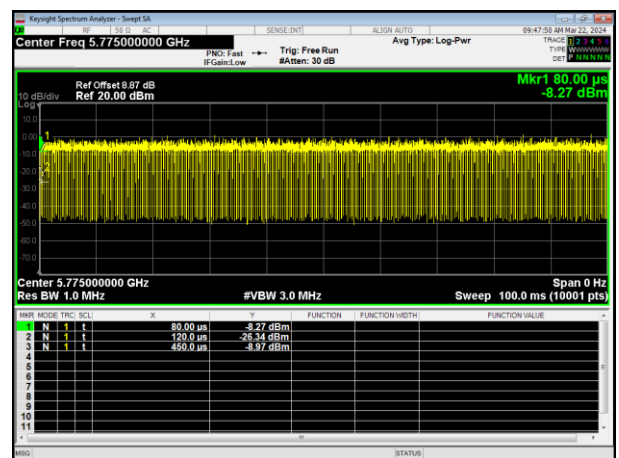 Keysight Spectrum Analyzer - Swept SA
RF 50 Ω AC SENSE:INT ALIGN AUTO 09:47:50 AM Mar 22, 2024
Center Freq 5.775000000 GHz Avg Type: Log-Pwr TRACE 1 2 3 4 5 6
PNO: Fast Trig: Free Run TYPE WWWWWW
IFGain:Low #Atten: 30 dB DET P N N N N N
Mkr1 80.00 µs
Ref Offset 8.87 dB
10 dB/div Ref 20.00 dBm -8.27 dBm
Log
10.0
0.00
-10.0
-20.0
-30.0
-40.0
-50.0
-60.0
-70.0
1
2
Center 5.775000000 GHz Span 0 Hz
Res BW 1.0 MHz #VBW 3.0 MHz Sweep 100.0 ms (10001 pts)
MKR MODE TRC SCL X Y FUNCTION FUNCTION WIDTH FUNCTION VALUE
1 N 1 t 80.00 µs -8.27 dBm
2 N 1 t 120.0 µs -26.34 dBm
3 N 1 t 450.0 µs -8.97 dBm
4
5
6
7
8
9
10
11
MSG STATUS